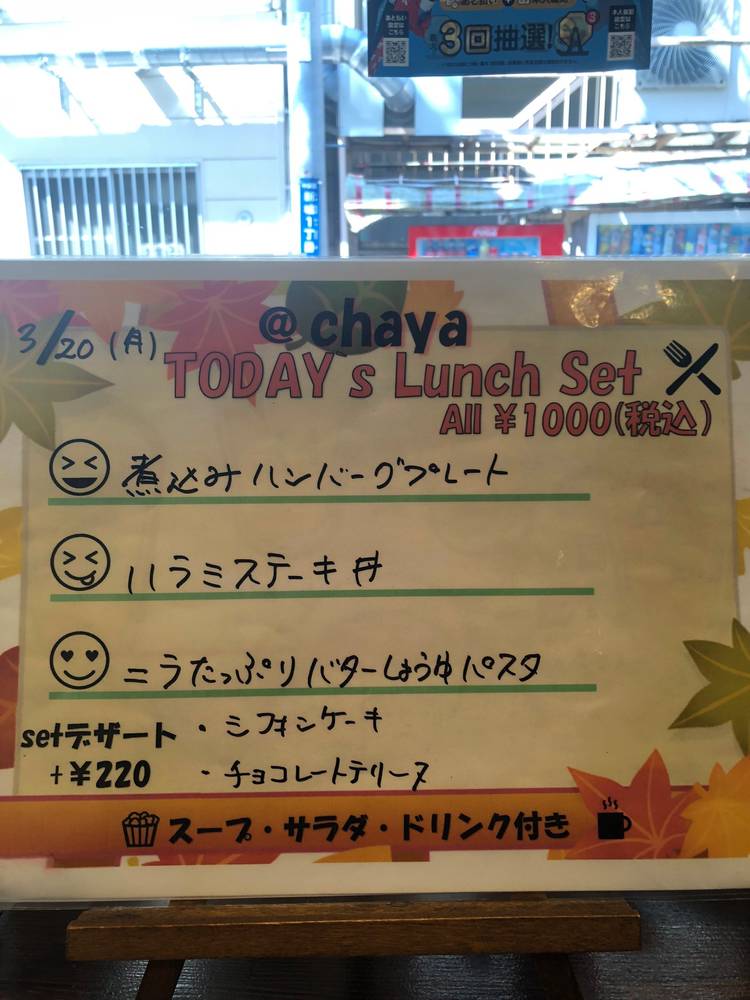 3回抽選!
3/20(月)
@chaya
TODAY's Lunch Set
All ¥1000(税込)
煮込みハンバーグプレート
ハラミステーキ丼
ニラたっぷりバターしょうゆパスタ
setデザート ・シフォンケーキ
+¥220 ・チョコレートテリーヌ
スープ・サラダ・ドリンク付き